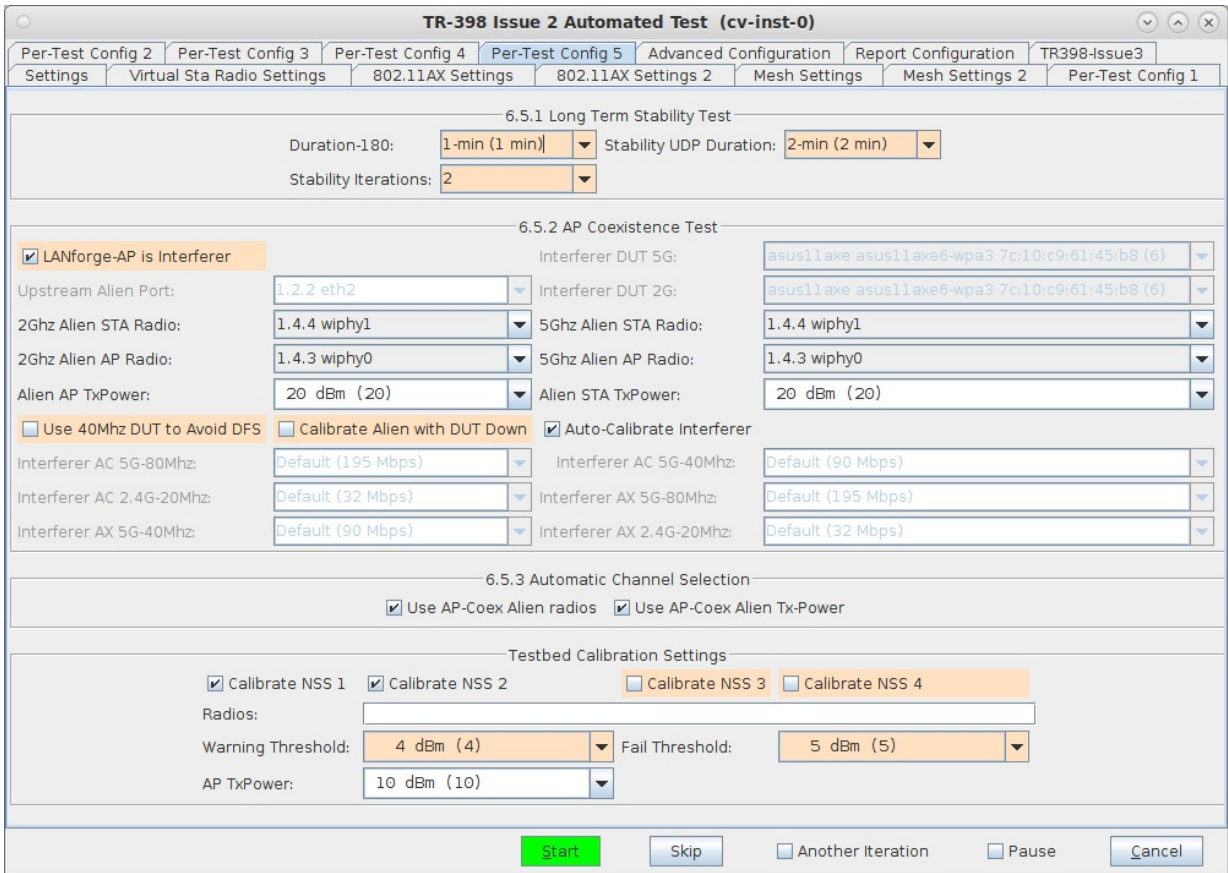 TR-398 Issue 2 Automated Test (cv-inst-0)
Per-Test Config 2 Per-Test Config 3 Per-Test Config 4 Per-Test Config 5 Advanced Configuration Report Configuration TR398-Issue3
Settings Virtual Sta Radio Settings 802.11AX Settings 802.11AX Settings 2 Mesh Settings Mesh Settings 2 Per-Test Config 1
6.5.1 Long Term Stability Test
Duration-180: 1-min (1 min) Stability UDP Duration: 2-min (2 min)
Stability Iterations: 2
6.5.2 AP Coexistence Test
LANforge-AP is Interferer Interferer DUT 5G: asus11axe asus11axe6-wpa3 7c:10:c9:61:45:b8 (6)
Upstream Alien Port: 1.2.2 eth2 Interferer DUT 2G: asus11axe asus11axe6-wpa3 7c:10:c9:61:45:b8 (6)
2Ghz Alien STA Radio: 1.4.4 wiphy1 5Ghz Alien STA Radio: 1.4.4 wiphy1
2Ghz Alien AP Radio: 1.4.3 wiphy0 5Ghz Alien AP Radio: 1.4.3 wiphy0
Alien AP TxPower: 20 dBm (20) Alien STA TxPower: 20 dBm (20)
Use 40Mhz DUT to Avoid DFS Calibrate Alien with DUT Down Auto-Calibrate Interferer
Interferer AC 5G-80Mhz: Default (195 Mbps) Interferer AC 5G-40Mhz: Default (90 Mbps)
Interferer AC 2.4G-20Mhz: Default (32 Mbps) Interferer AX 5G-80Mhz: Default (195 Mbps)
Interferer AX 5G-40Mhz: Default (90 Mbps) Interferer AX 2.4G-20Mhz: Default (32 Mbps)
6.5.3 Automatic Channel Selection
Use AP-Coex Alien radios Use AP-Coex Alien Tx-Power
Testbed Calibration Settings
Calibrate NSS 1 Calibrate NSS 2 Calibrate NSS 3 Calibrate NSS 4
Radios:
Warning Threshold: 4 dBm (4) Fail Threshold: 5 dBm (5)
AP TxPower: 10 dBm (10)
Start Skip Another Iteration Pause Cancel